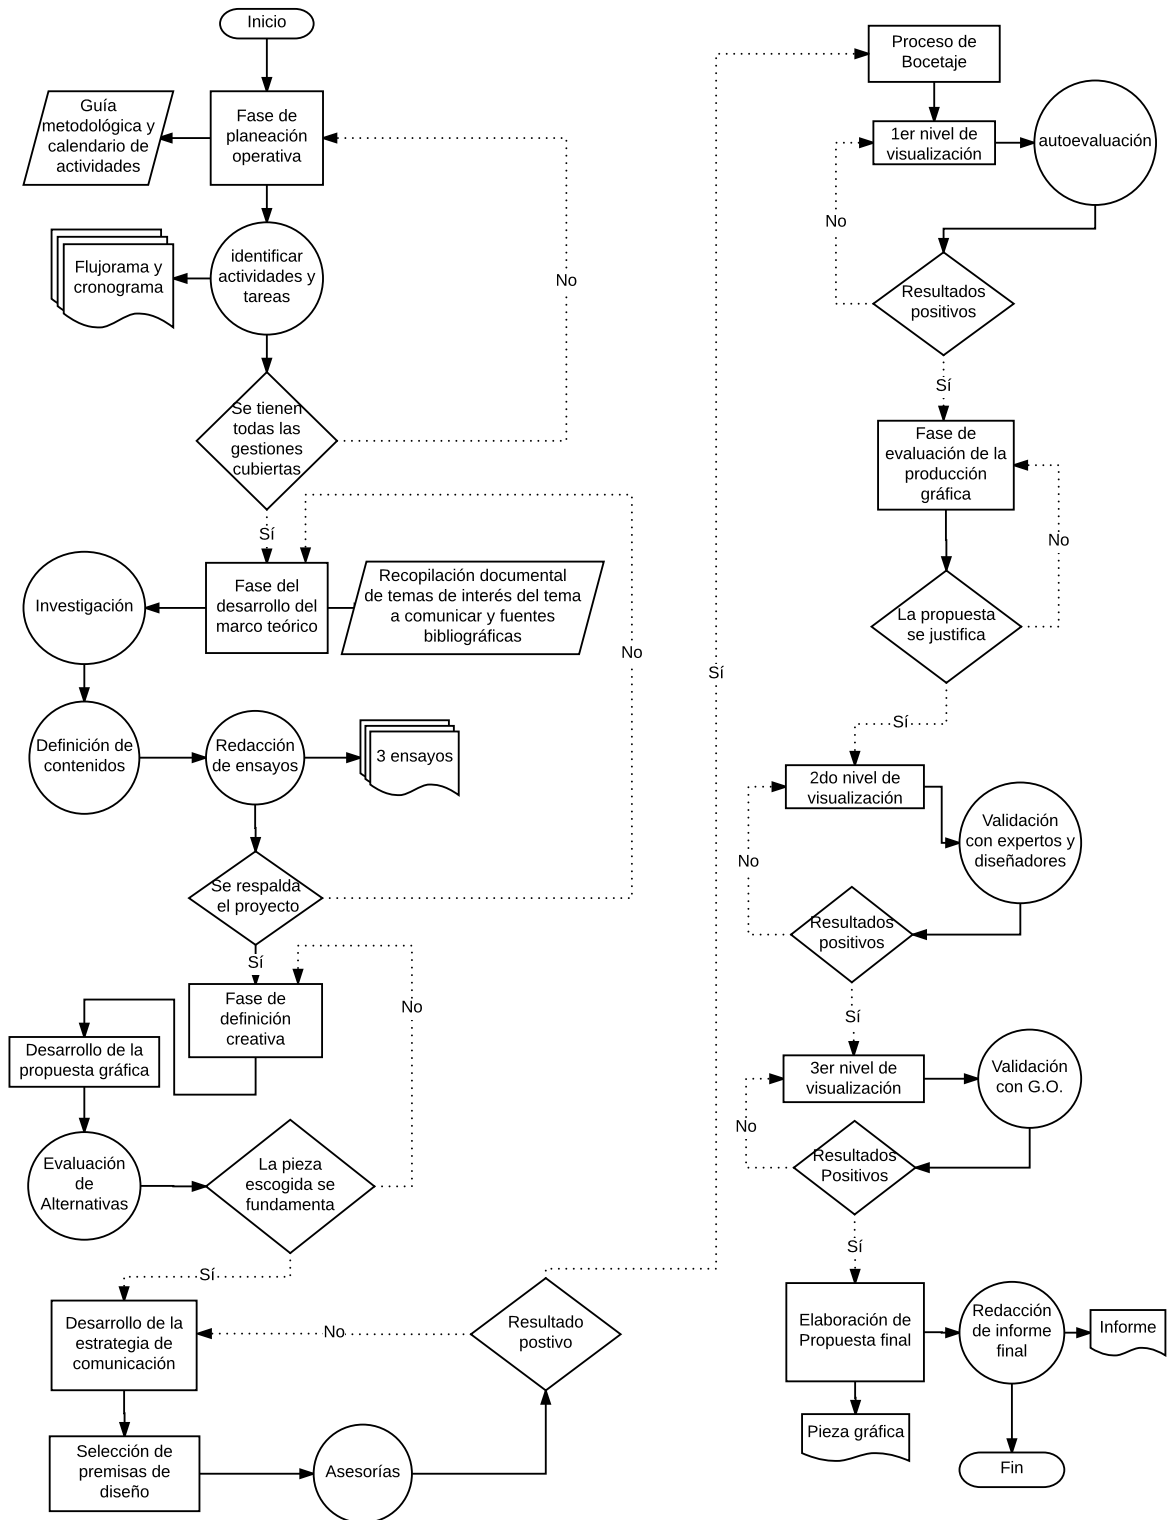 Inicio
Guía
metodológica y
calendario de
actividades
Fase de
planeación
operativa
Flujorama y
cronograma
identificar
actividades y
tareas
No
Se tienen
todas las
gestiones
cubiertas
Sí
Investigación
Fase del
desarrollo del
marco teórico
Recopilación documental
de temas de interés del tema
a comunicar y fuentes
bibliográficas
No
Definición de
contenidos
Redacción
de ensayos
3 ensayos
Se respalda
el proyecto
Sí
Fase de
definición
creativa
No
Desarrollo de la
propuesta gráfica
Evaluación
de
Alternativas
La pieza
escogida se
fundamenta
Sí
Desarrollo de la
estrategia de
comunicación
No
Resultado
postivo
Selección de
premisas de
diseño
Asesorías
Sí
Proceso de
Bocetaje
1er nivel de
visualización
autoevaluación
No
Resultados
positivos
Sí
Fase de
evaluación de la
producción
gráfica
No
La propuesta
se justifica
Sí
2do nivel de
visualización
Validación
con expertos y
diseñadores
No
Resultados
positivos
Sí
3er nivel de
visualización
Validación
con G.O.
No
Resultados
Positivos
Sí
Elaboración de
Propuesta final
Redacción
de informe
final
Informe
Pieza gráfica
Fin